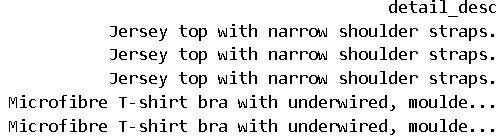 detail_desc
Jersey top with narrow shoulder straps.
Jersey top with narrow shoulder straps.
Jersey top with narrow shoulder straps.
Microfibre T-shirt bra with underwired, moulde...
Microfibre T-shirt bra with underwired, moulde...